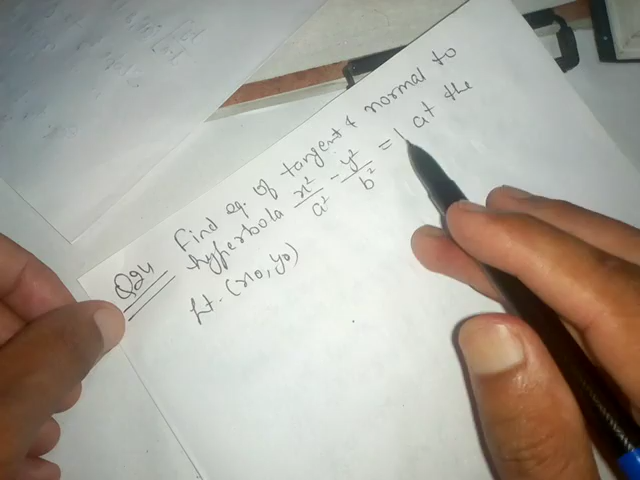 Q24 Find eq. of tangent & normal to
hyperbola x²/a² - y²/b² = 1 at the
pt. (x0, y0)